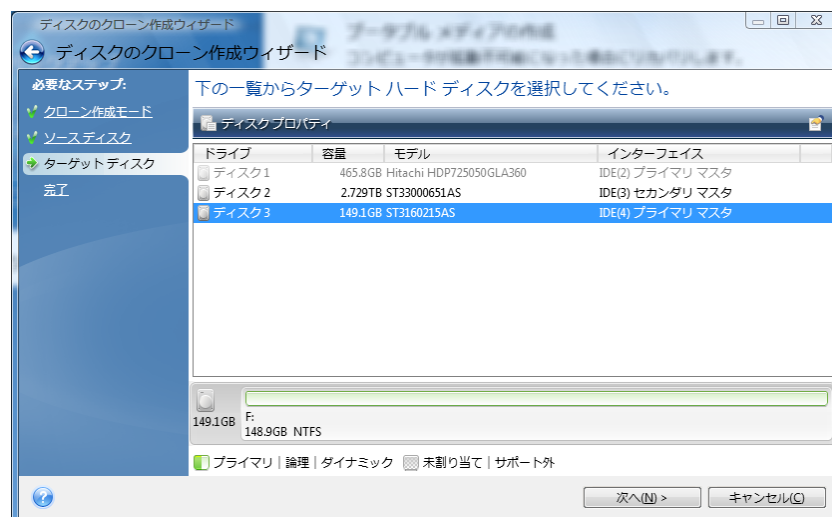 ディスクのクローン作成ウィザード
ブータブル メディアの作成
ディスクのクローン作成ウィザード
コンピュータが起動不可能になった場合にリカバリします。
必要なステップ:
クローン作成モード
ソースディスク
ターゲット ディスク
完了
下の一覧からターゲット ハード ディスクを選択してください。
ディスク プロパティ
ドライブ 容量 モデル インターフェイス
ディスク 1 465.8GB Hitachi HDP725050GLA360 IDE(2) プライマリ マスタ
ディスク 2 2.729TB ST33000651AS IDE(3) セカンダリ マスタ
ディスク 3 149.1GB ST3160215AS IDE(4) プライマリ マスタ
149.1GB
F:
148.9GB NTFS
プライマリ | 論理 | ダイナミック 未割り当て | サポート外
次へ(N) > キャンセル(C)